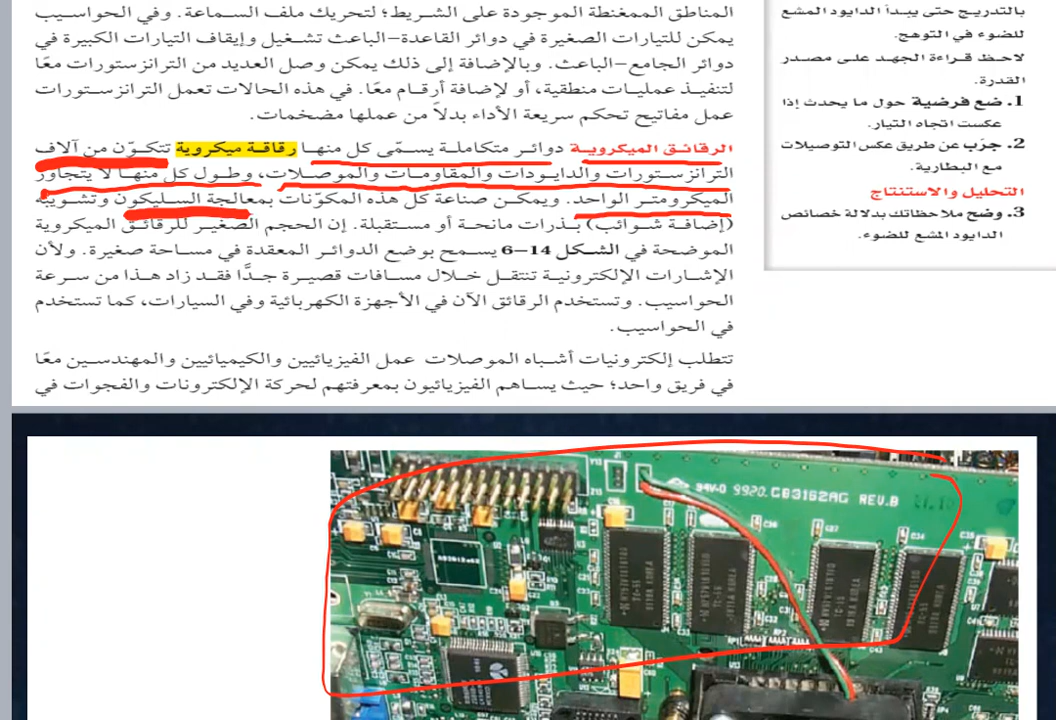 المناطق الممغنطة الموجودة على الشريط؛ لتحريك ملف السماعة. وفي الحواسيب
يمكن للتيارات الصغيرة في دوائر القاعدة–الباعث تشغيل وإيقاف التيارات الكبيرة في
دوائر الجامع–الباعث. وبالإضافة إلى ذلك يمكن وصل العديد من الترانزستورات معًا
لتنفيذ عمليات منطقية، أو لإضافة أرقام معًا. في هذه الحالات تعمل الترانزستورات
عمل مفاتيح تحكم سريعة الأداء بدلاً من عملها مضخمات.
الرقائق الميكروية دوائر متكاملة يسمّى كل منها رقاقة ميكروية تتكوّن من آلاف
الترانزستورات والدايودات والمقاومات والموصلات، وطول كل منها لا يتجاوز
الميكرومتر الواحد. ويمكن صناعة كل هذه المكوّنات بمعالجة السليكون وتشويبه
(إضافة شوائب) بذرات مانحة أو مستقبلة. إن الحجم الصغير للرقائق الميكروية
الموضحة في الشكل 14–6 يسمح بوضع الدوائر المعقدة في مساحة صغيرة. ولأن
الإشارات الإلكترونية تنتقل خلال مسافات قصيرة جدًّا فقد زاد هذا من سرعة
الحواسيب. وتستخدم الرقائق الآن في الأجهزة الكهربائية وفي السيارات، كما تستخدم
في الحواسيب.
تتطلب إلكترونيات أشباه الموصلات عمل الفيزيائيين والكيميائيين والمهندسين معًا
في فريق واحد؛ حيث يساهم الفيزيائيون بمعرفتهم لحركة الإلكترونات والفجوات في
بالتدريج حتى يبدأ الدايود المشع
للضوء في التوهج.
لاحظ قراءة الجهد على مصدر
القدرة.
1. ضع فرضية حول ما يحدث إذا
عكست اتجاه التيار.
2. جرّب عن طريق عكس التوصيلات
مع البطارية.
التحليل والاستنتاج
3. وضح ملاحظاتك بدلالة خصائص
الدايود المشع للضوء.
94V-0 9920 GB3162AG REV.B